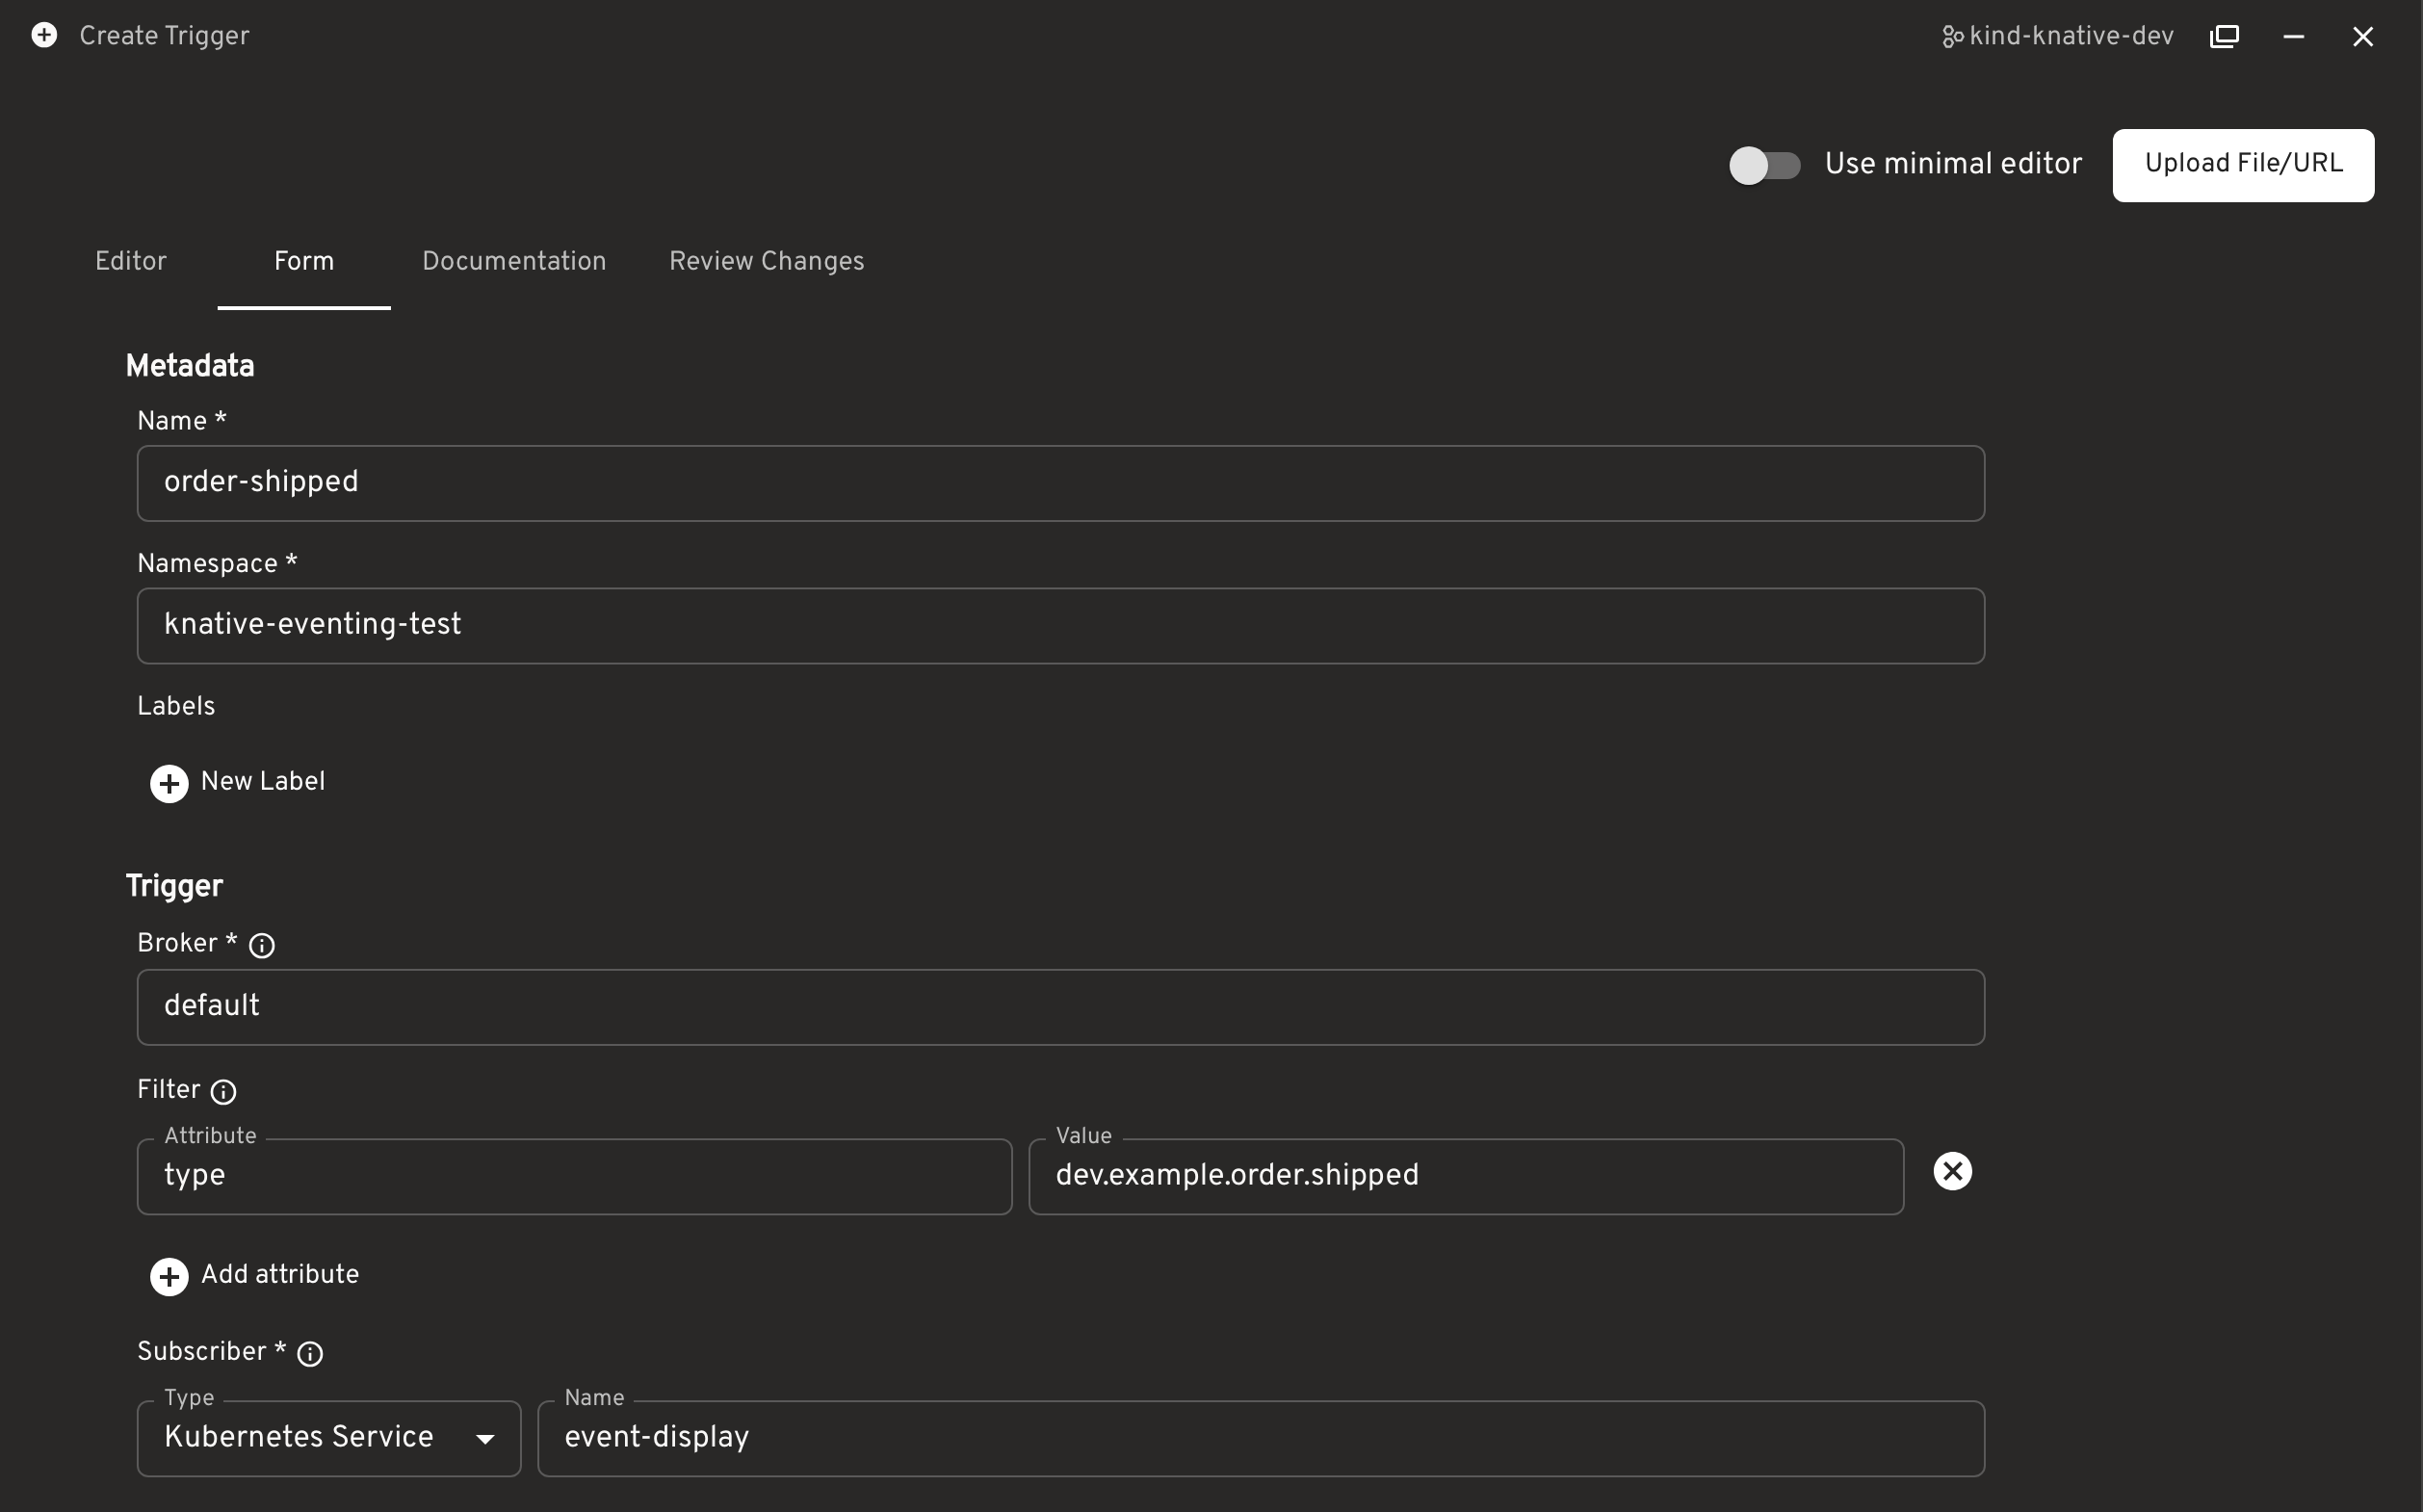 Create Trigger
kind-knative-dev
Use minimal editor
Upload File/URL
Editor Form Documentation Review Changes
Metadata
Name *
order-shipped
Namespace *
knative-eventing-test
Labels
New Label
Trigger
Broker *
default
Filter
Attribute Value
type dev.example.order.shipped
Add attribute
Subscriber *
Type Name
Kubernetes Service event-display